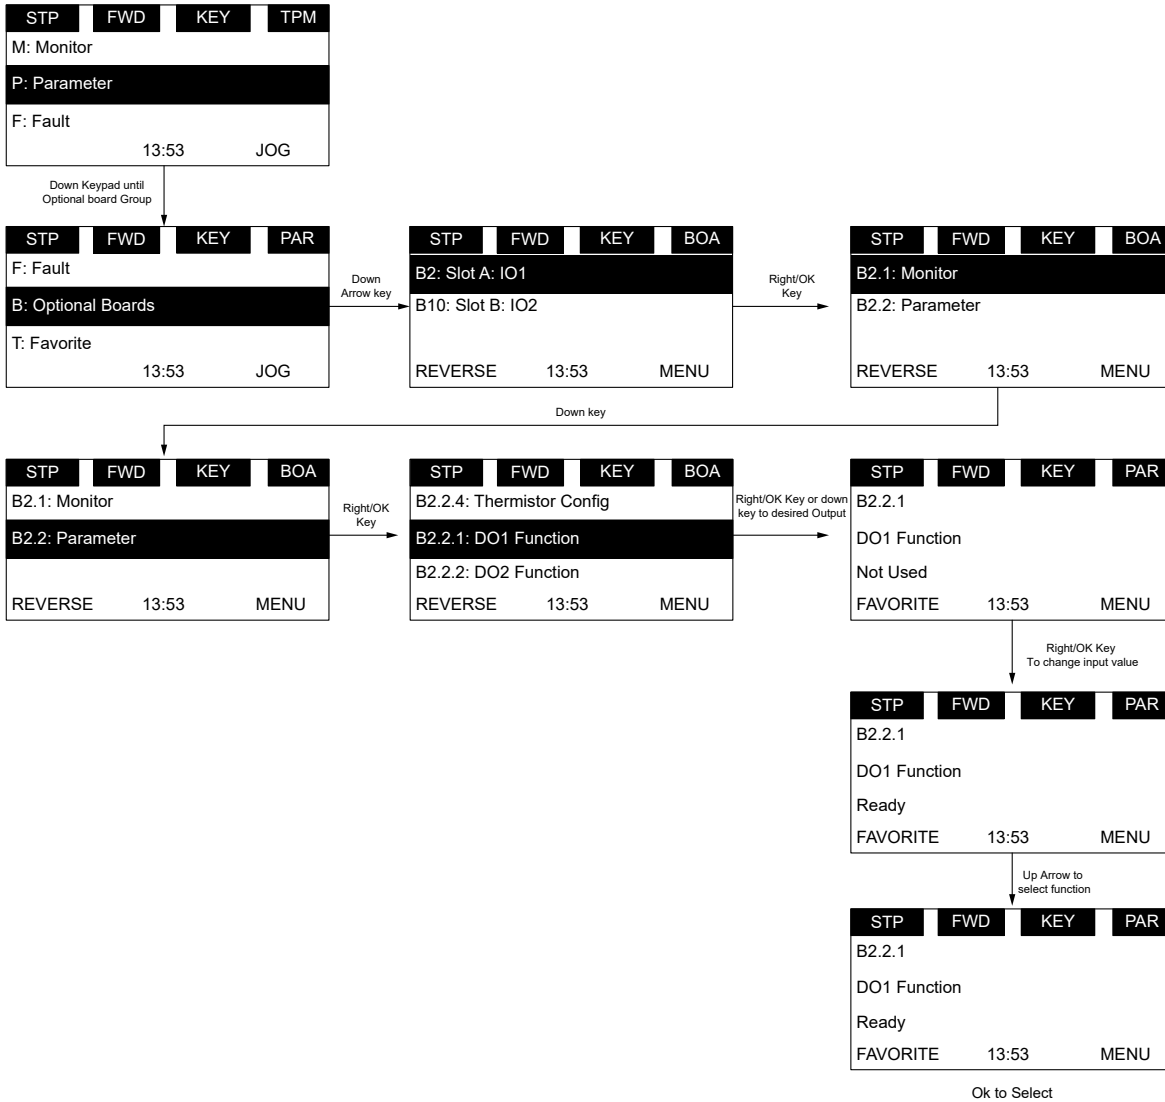 STP FWD KEY TPM
M: Monitor
P: Parameter
F: Fault
13:53 JOG
Down Keypad until
Optional board Group
STP FWD KEY PAR
F: Fault
B: Optional Boards
T: Favorite
13:53 JOG
Down
Arrow key
STP FWD KEY BOA
B2: Slot A: IO1
B10: Slot B: IO2
REVERSE 13:53 MENU
Right/OK
Key
STP FWD KEY BOA
B2.1: Monitor
B2.2: Parameter
REVERSE 13:53 MENU
Down key
STP FWD KEY BOA
B2.1: Monitor
B2.2: Parameter
REVERSE 13:53 MENU
Right/OK
Key
STP FWD KEY BOA
B2.2.4: Thermistor Config
B2.2.1: DO1 Function
B2.2.2: DO2 Function
REVERSE 13:53 MENU
Right/OK Key or down
key to desired Output
STP FWD KEY PAR
B2.2.1
DO1 Function
Not Used
FAVORITE 13:53 MENU
Right/OK Key
To change input value
STP FWD KEY PAR
B2.2.1
DO1 Function
Ready
FAVORITE 13:53 MENU
Up Arrow to
select function
STP FWD KEY PAR
B2.2.1
DO1 Function
Ready
FAVORITE 13:53 MENU
Ok to Select